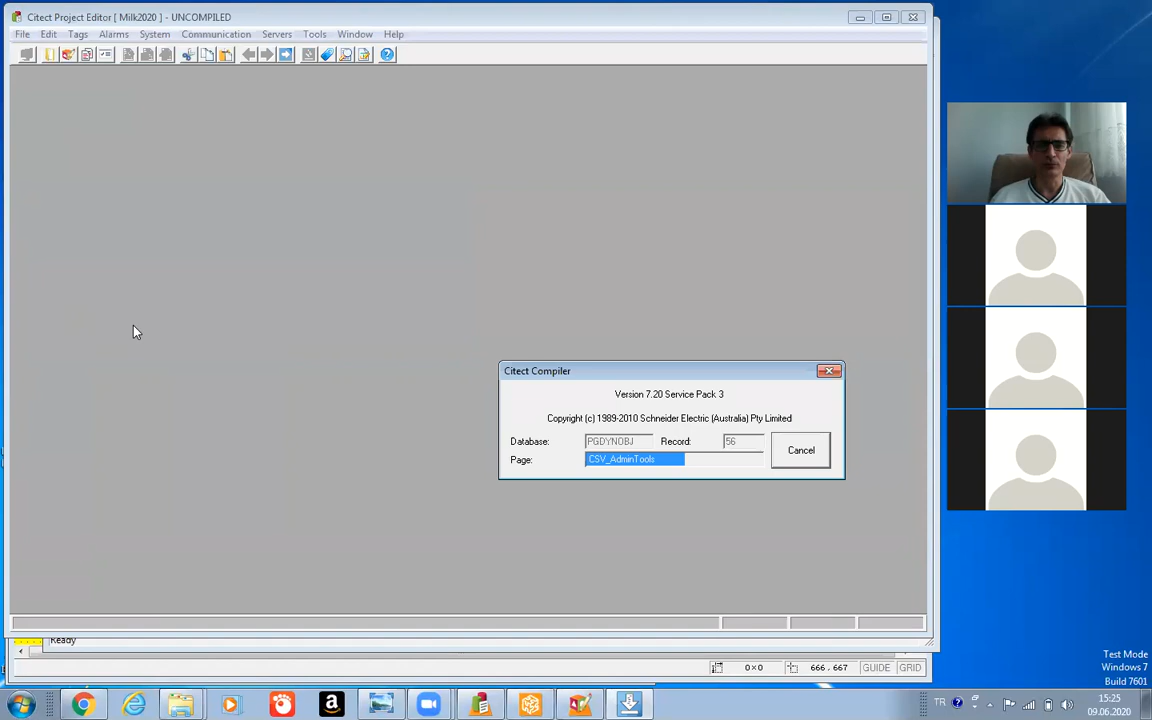 Citect Project Editor [ Milk2020 ] - UNCOMPILED
File Edit Tags Alarms System Communication Servers Tools Window Help
Citect Compiler
Version 7.20 Service Pack 3
Copyright (c) 1989-2010 Schneider Electric (Australia) Pty Limited
Database: PGDYNOBJ Record: 56
Cancel
Page: CSV_AdminTools
Ready
0×0 666, 667 GUIDE GRID
Test Mode
Windows 7
Build 7601
TR
15:25
09.06.2020